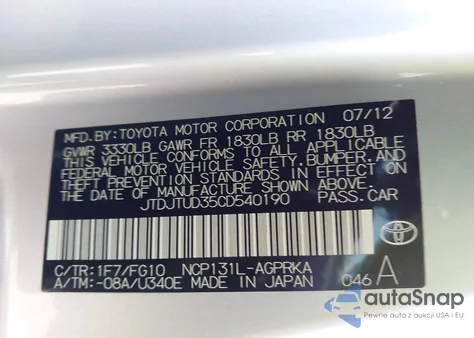 MFD. BY: TOYOTA MOTOR CORPORATION 07/12
GVWR 3330LB GAWR FR 1830LB RR 1830LB
THIS VEHICLE CONFORMS TO ALL APPLICABLE
FEDERAL MOTOR VEHICLE SAFETY, BUMPER, AND
THEFT PREVENTION STANDARDS IN EFFECT ON
THE DATE OF MANUFACTURE SHOWN ABOVE.
JTDJTUD35CD540190 PASS.CAR
C/TR: 1F7/FG10 NCP131L-AGPRKA
A/TM: -08A/U340E MADE IN JAPAN 046 A
autaSnap
Pewne auta z aukcji USA i EU